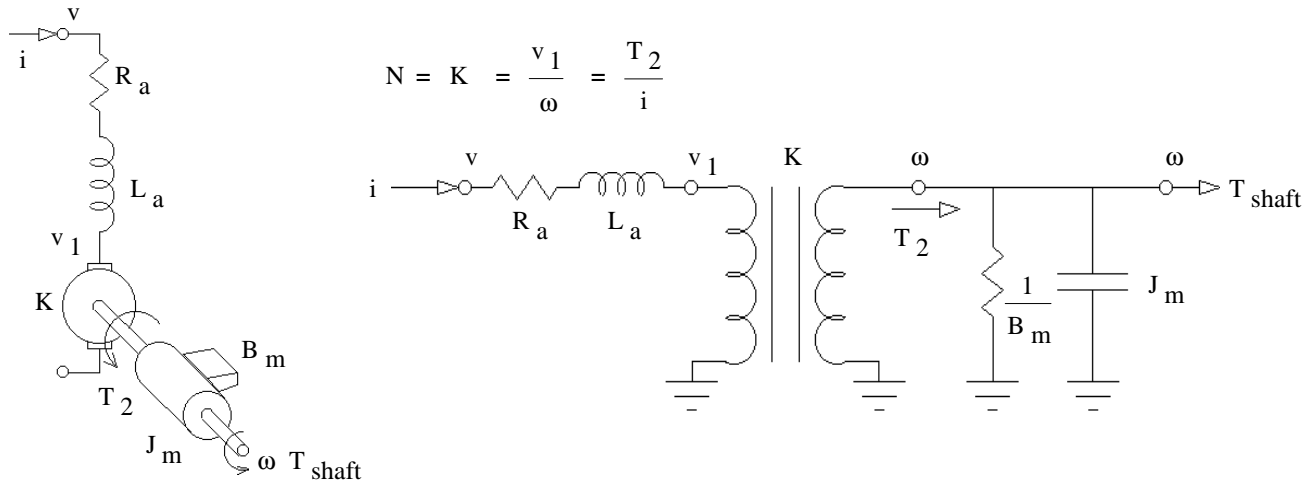 v
i
R a
L a
v 1
K
B m
T 2
J m
ω T shaft
N = K = v 1 / ω = T 2 / i
i
v
R a
L a
v 1
K
ω
T 2
1 / B m
J m
ω
T shaft